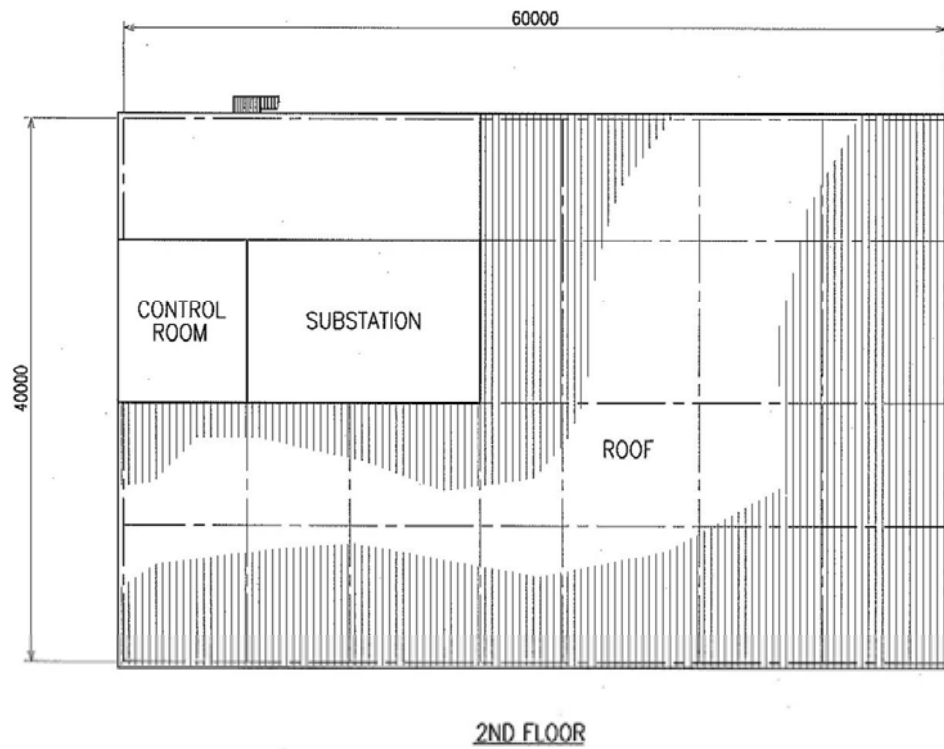 60000
40000
CONTROL
ROOM
SUBSTATION
ROOF
2ND FLOOR